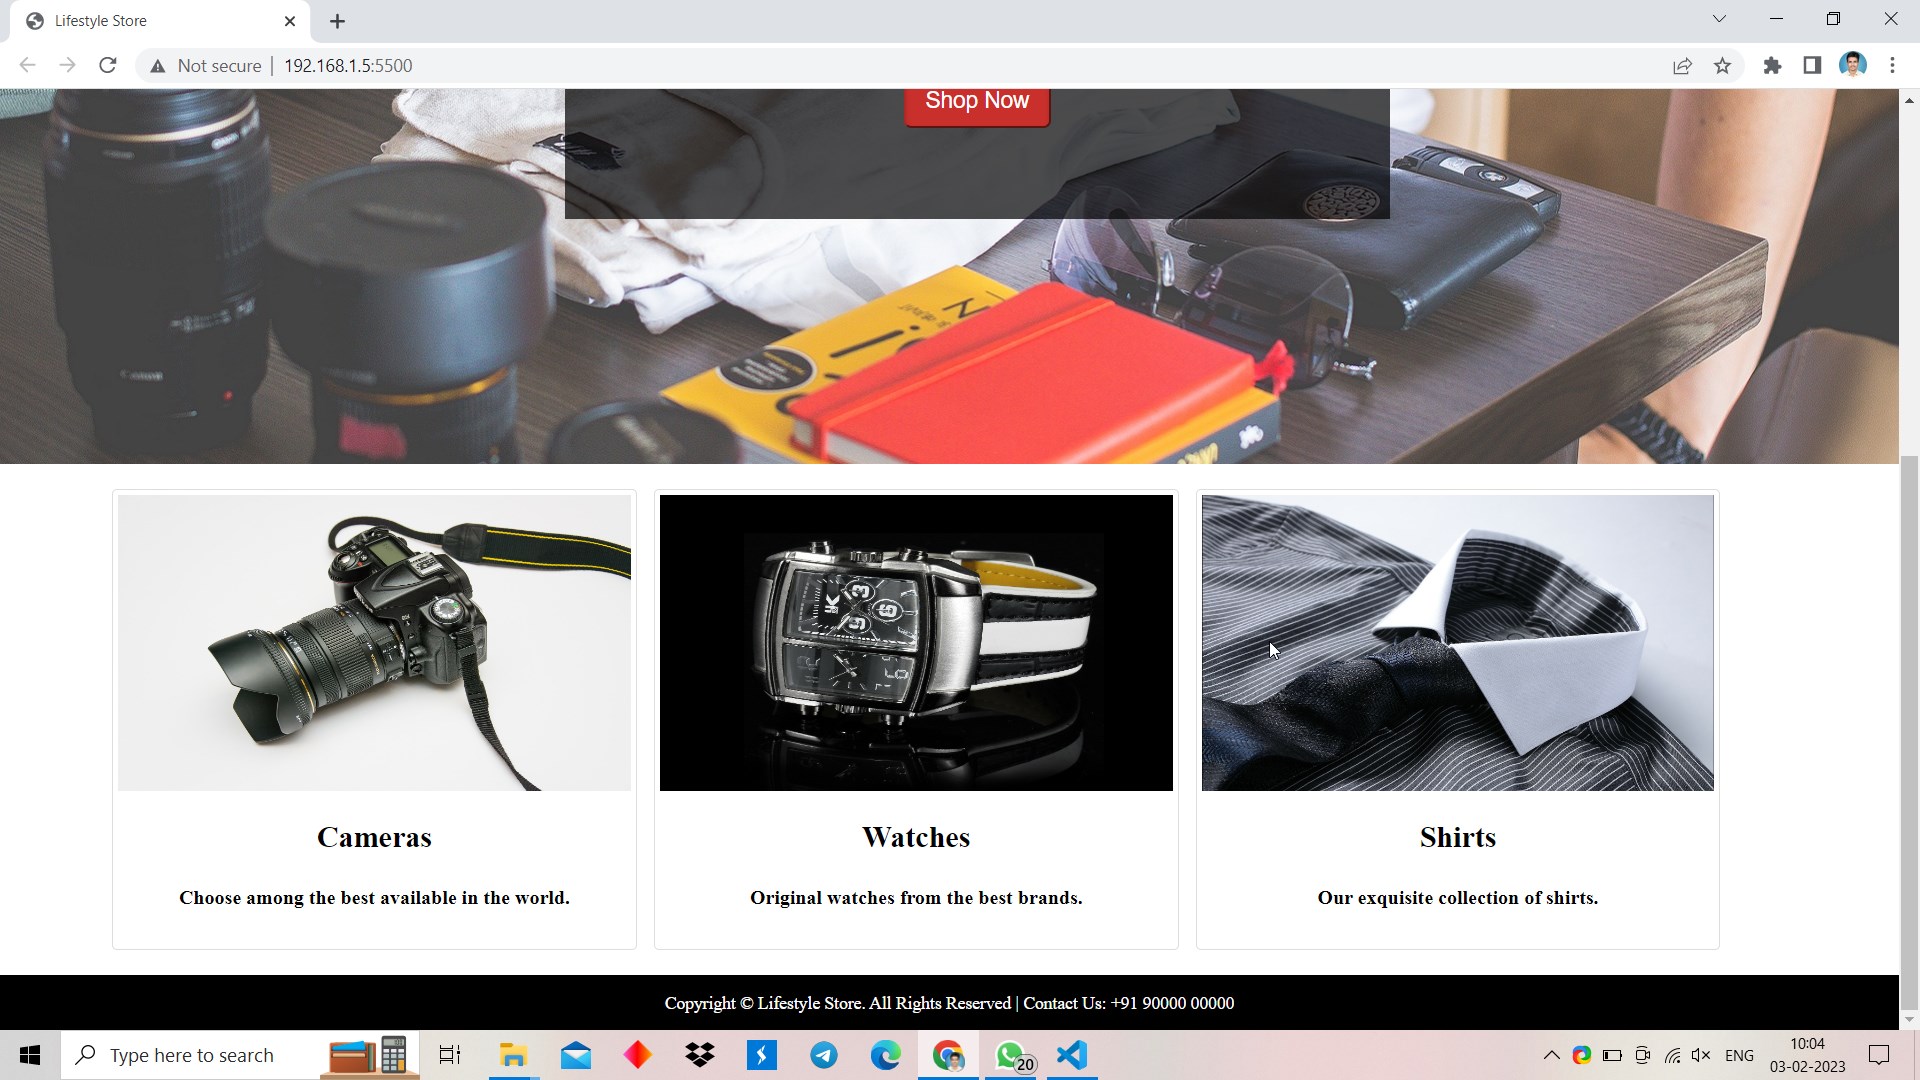 Lifestyle Store
Not secure | 192.168.1.5:5500
Shop Now
Canon
Cameras
Watches
Shirts
Choose among the best available in the world.
Original watches from the best brands.
Our exquisite collection of shirts.
Copyright © Lifestyle Store. All Rights Reserved | Contact Us: +91 90000 00000
Type here to search
20
ENG
10:04
03-02-2023